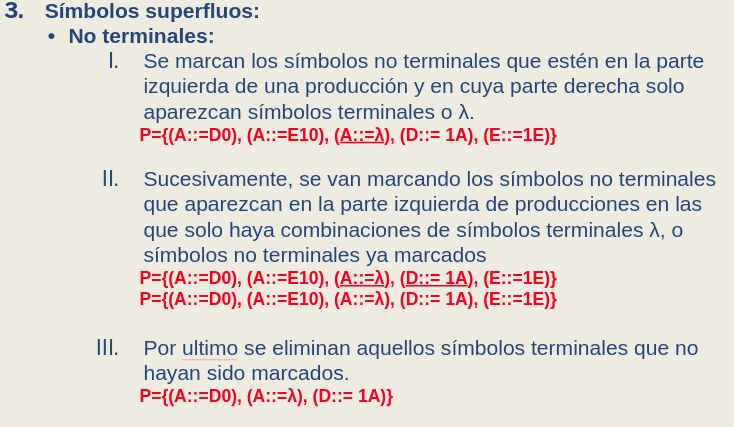 3. Símbolos superfluos:
• No terminales:
I. Se marcan los símbolos no terminales que estén en la parte
izquierda de una producción y en cuya parte derecha solo
aparezcan símbolos terminales o λ.
P={(A::=D0), (A::=E10), (A::=λ), (D::= 1A), (E::=1E)}
II. Sucesivamente, se van marcando los símbolos no terminales
que aparezcan en la parte izquierda de producciones en las
que solo haya combinaciones de símbolos terminales λ, o
símbolos no terminales ya marcados
P={(A::=D0), (A::=E10), (A::=λ), (D::= 1A), (E::=1E)}
P={(A::=D0), (A::=E10), (A::=λ), (D::= 1A), (E::=1E)}
III. Por ultimo se eliminan aquellos símbolos terminales que no
hayan sido marcados.
P={(A::=D0), (A::=λ), (D::= 1A)}